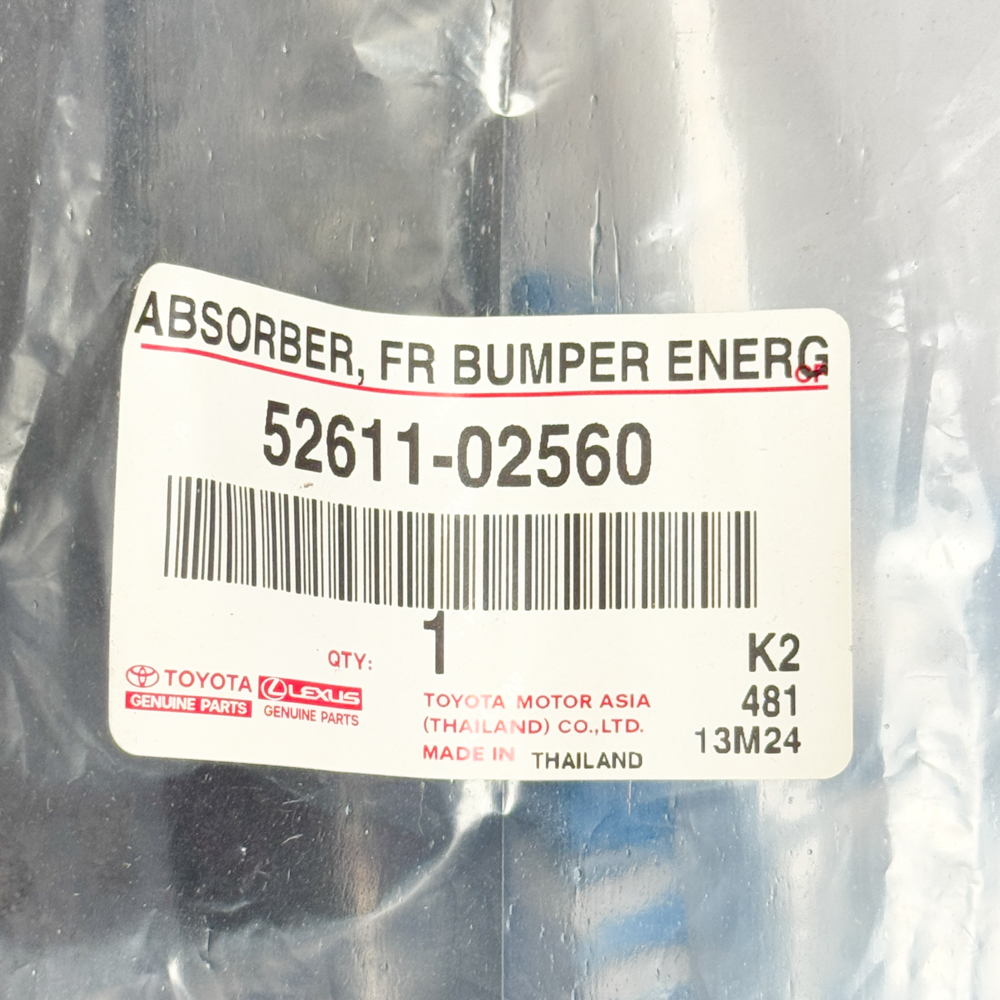 ABSORBER, FR BUMPER ENERG
OF
52611-02560
QTY: 1
K2
481
13M24
TOYOTA
GENUINE PARTS
LEXUS
GENUINE PARTS
TOYOTA MOTOR ASIA
(THAILAND) CO.,LTD.
MADE IN THAILAND